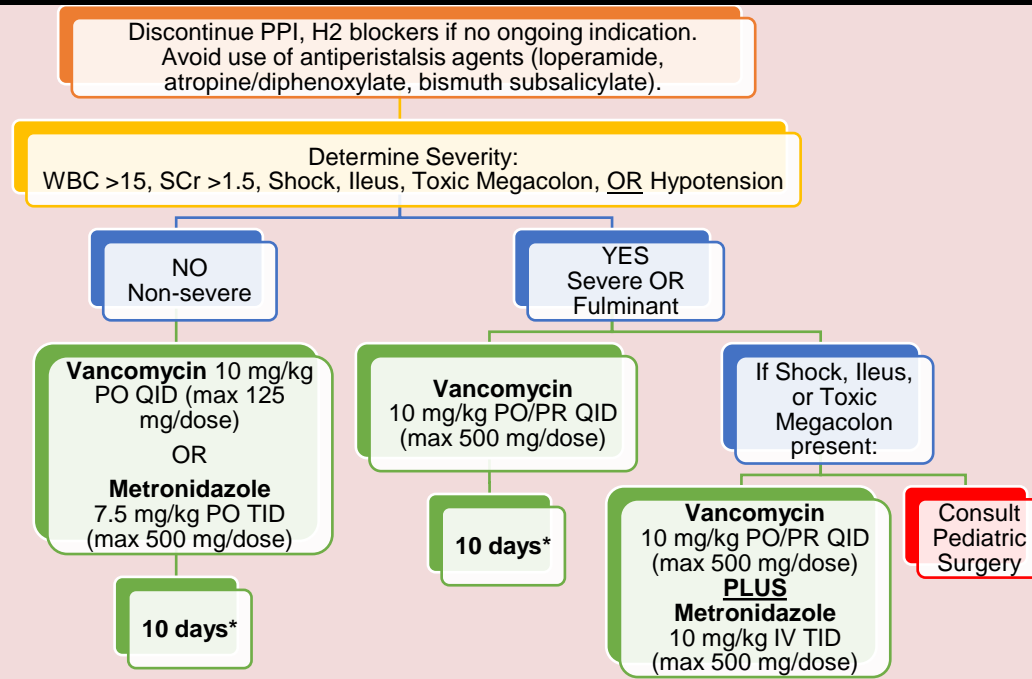 Discontinue PPI, H2 blockers if no ongoing indication.
Avoid use of antiperistalsis agents (loperamide,
atropine/diphenoxylate, bismuth subsalicylate).
Determine Severity:
WBC >15, SCr >1.5, Shock, Ileus, Toxic Megacolon, OR Hypotension
NO
Non-severe
Vancomycin 10 mg/kg
PO QID (max 125
mg/dose)
OR
Metronidazole
7.5 mg/kg PO TID
(max 500 mg/dose)
10 days*
YES
Severe OR
Fulminant
Vancomycin
10 mg/kg PO/PR QID
(max 500 mg/dose)
10 days*
If Shock, Ileus,
or Toxic
Megacolon
present:
Vancomycin
10 mg/kg PO/PR QID
(max 500 mg/dose)
PLUS
Metronidazole
10 mg/kg IV TID
(max 500 mg/dose)
Consult
Pediatric
Surgery